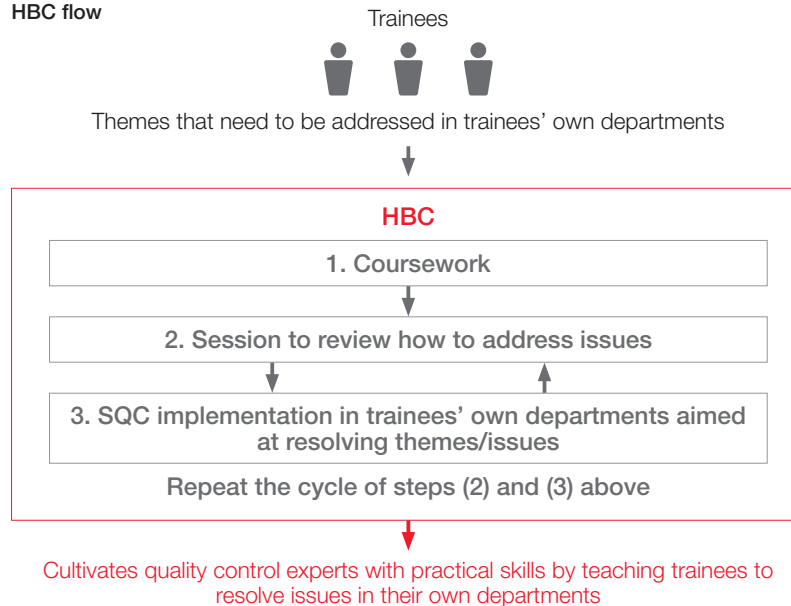 HBC flow
Trainees
Themes that need to be addressed in trainees’ own departments
HBC
1. Coursework
2. Session to review how to address issues
3. SQC implementation in trainees’ own departments aimed
at resolving themes/issues
Repeat the cycle of steps (2) and (3) above
Cultivates quality control experts with practical skills by teaching trainees to
resolve issues in their own departments